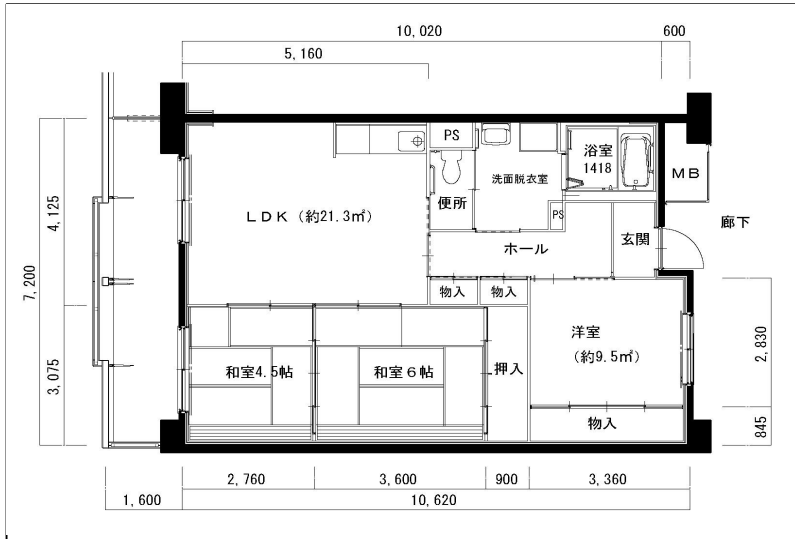 10,020
600
5,160
PS
浴室
1418
洗面脱衣室
MB
便所
LDK (約21.3㎡)
PS
廊下
ホール
玄関
4,125
7,200
3,075
物入
物入
洋室
(約9.5㎡)
2,830
和室4.5帖
和室6帖
押入
物入
845
2,760
3,600
900
3,360
1,600
10,620